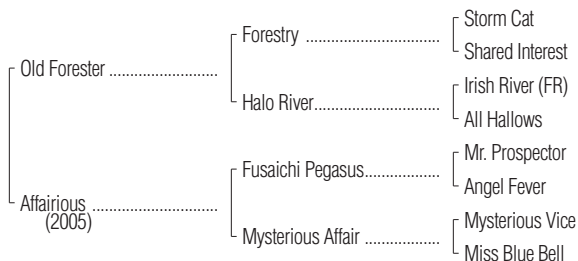 Storm Cat
Forestry ................................
Shared Interest
Old Forester .........................
Irish River (FR)
Halo River.............................
All Hallows
Mr. Prospector
Fusaichi Pegasus..................
Angel Fever
Affairious .............................
(2005)
Mysterious Vice
Mysterious Affair ..................
Miss Blue Bell